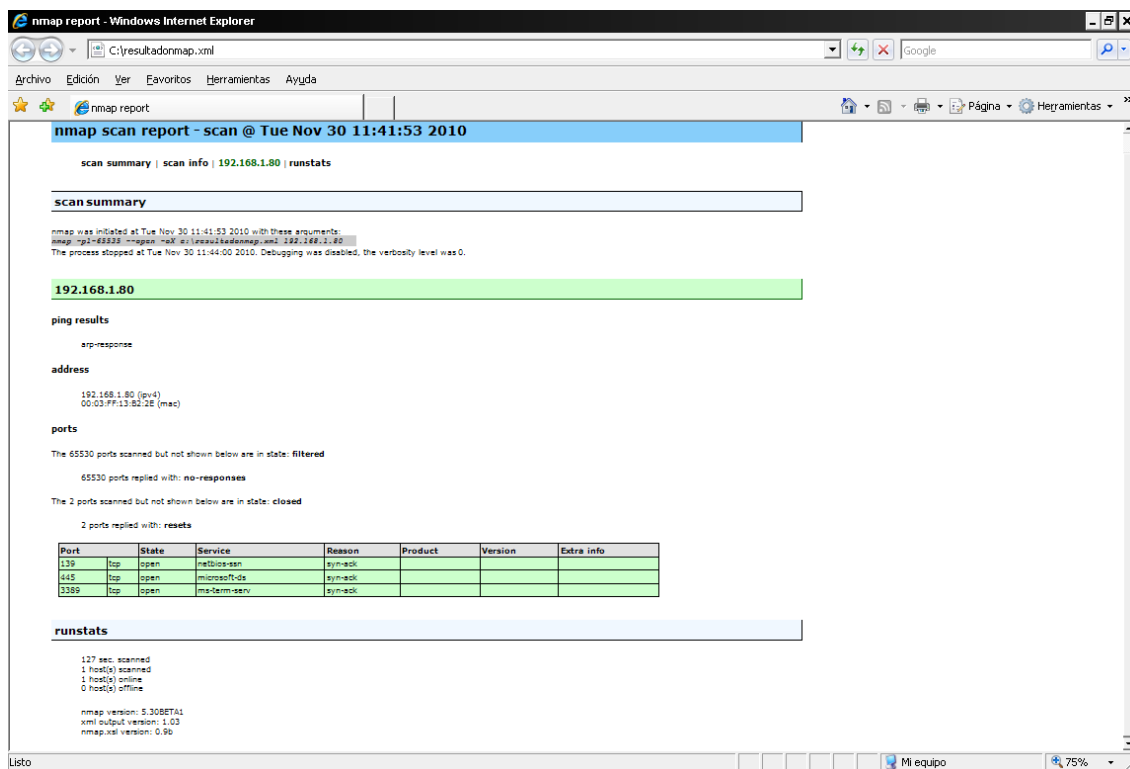 nmap report - Windows Internet Explorer
C:\resultadonmap.xml
Google
Archivo Edición Ver Favoritos Herramientas Ayuda
nmap report
Página Herramientas
nmap scan report - scan @ Tue Nov 30 11:41:53 2010
scan summary | scan info | 192.168.1.80 | runstats
scan summary
nmap was initiated at Tue Nov 30 11:41:53 2010 with these arguments:
nmap -p1-65535 --open -oX c:\resultadonmap.xml 192.168.1.80
The process stopped at Tue Nov 30 11:44:00 2010. Debugging was disabled, the verbosity level was 0.
192.168.1.80
ping results
arp-response
address
192.168.1.80 (ipv4)
00:03:FF:13:B2:2E (mac)
ports
The 65530 ports scanned but not shown below are in state: filtered
65530 ports replied with: no-responses
The 2 ports scanned but not shown below are in state: closed
2 ports replied with: resets
Port State Service Reason Product Version Extra info
139 tcp open netbios-ssn syn-ack
445 tcp open microsoft-ds syn-ack
3389 tcp open ms-term-serv syn-ack
runstats
127 sec. scanned
1 host(s) scanned
1 host(s) online
0 host(s) offline
nmap version: 5.30BETA1
xml output version: 1.03
nmap.xsl version: 0.9b
Listo
Mi equipo
75%